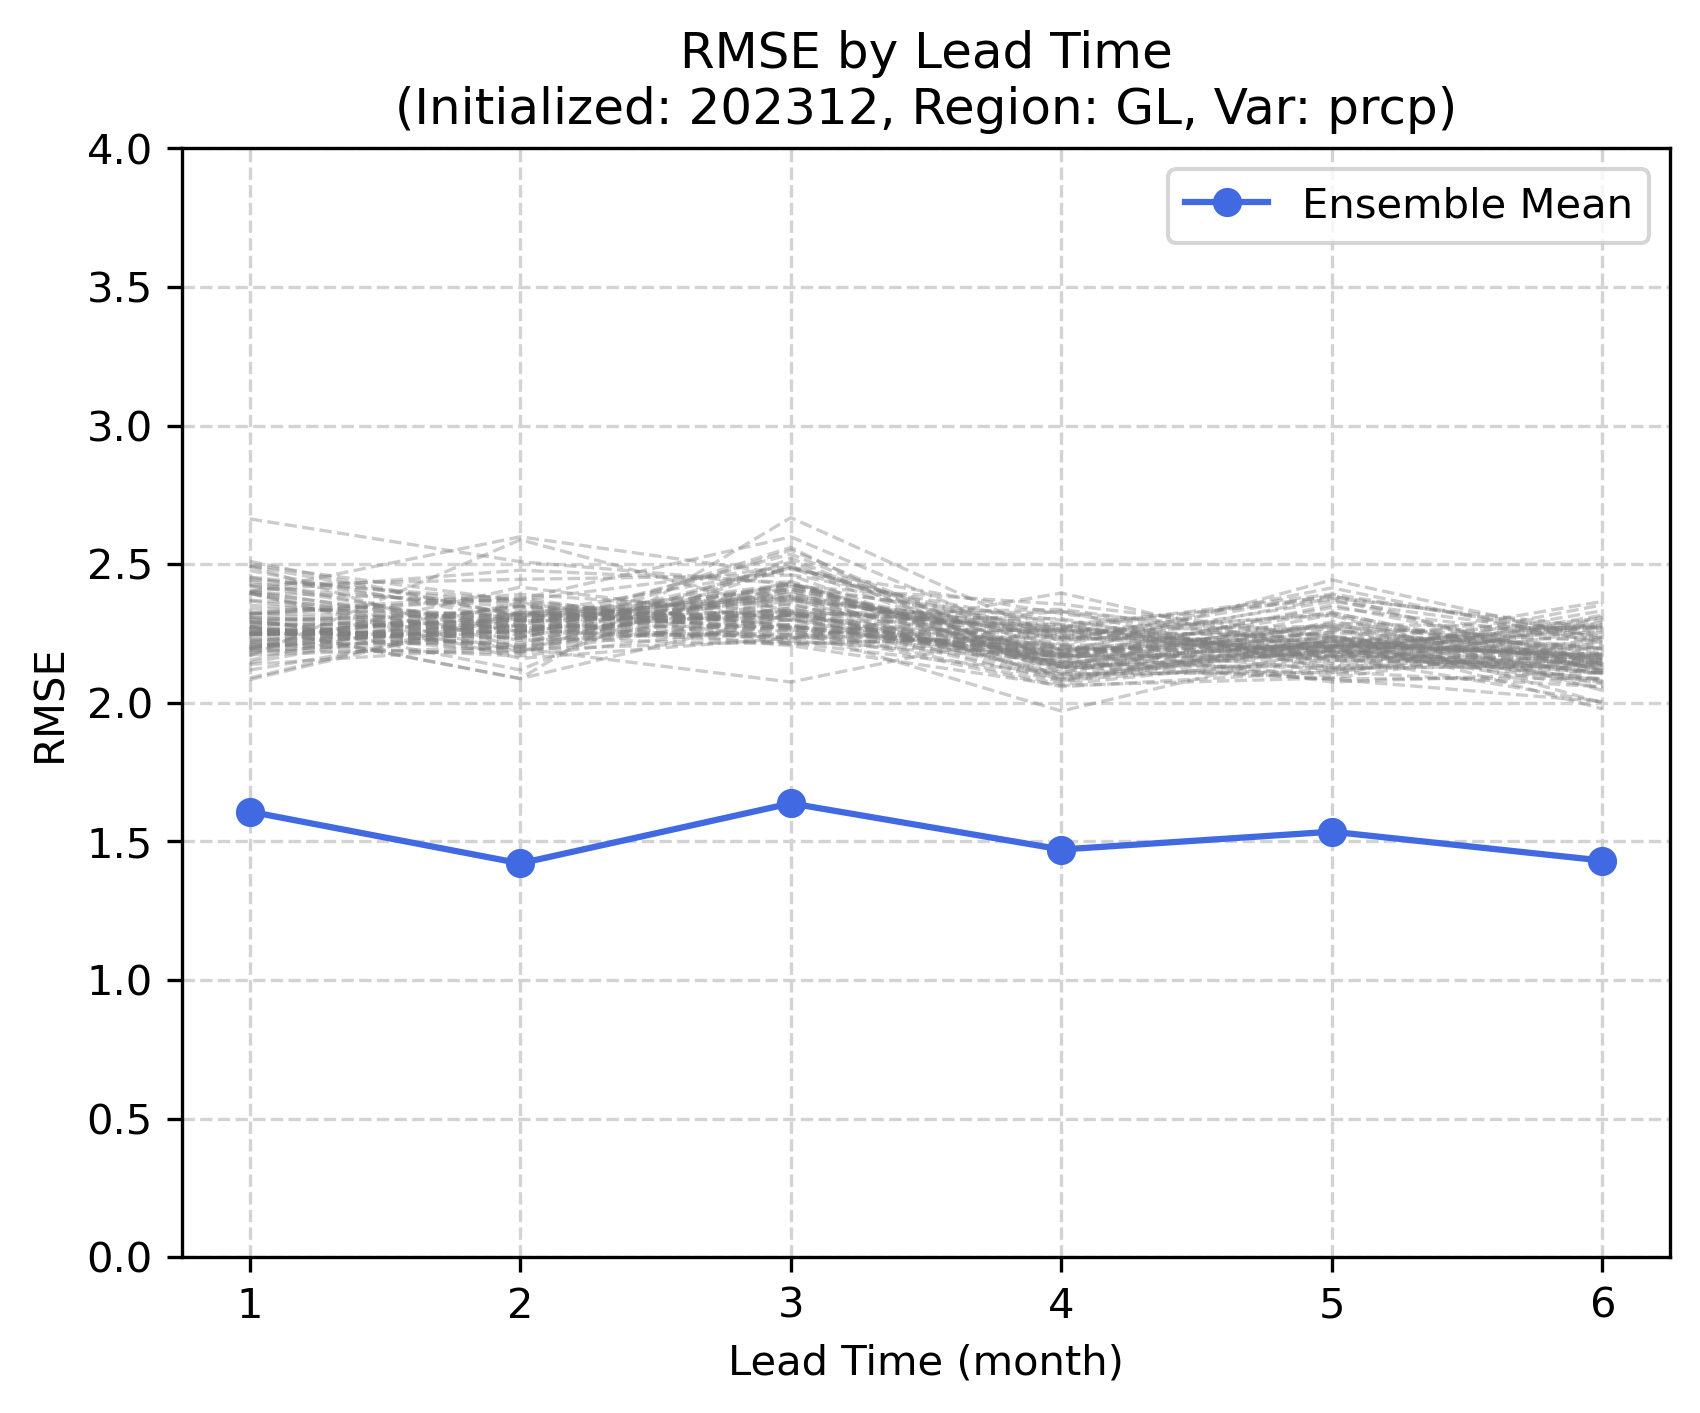 RMSE by Lead Time
(Initialized: 202312, Region: GL, Var: prcp)
Ensemble Mean
4.0
3.5
3.0
2.5
2.0
1.5
1.0
0.5
0.0
RMSE
1 2 3 4 5 6
Lead Time (month)